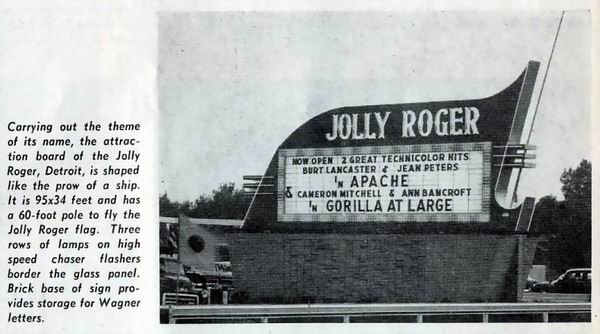 Carrying out the theme
of its name, the attrac-
tion board of the Jolly
Roger, Detroit, is shaped
like the prow of a ship.
It is 95x34 feet and has
a 60-foot pole to fly the
Jolly Roger flag. Three
rows of lamps on high
speed chaser flashers
border the glass panel.
Brick base of sign pro-
vides storage for Wagner
letters.
JOLLY ROGER
NOW OPEN 2 GREAT TECHNICOLOR HITS
BURT LANCASTER & JEAN PETERS
IN APACHE
& CAMERON MITCHELL & ANN BANCROFT
IN GORILLA AT LARGE